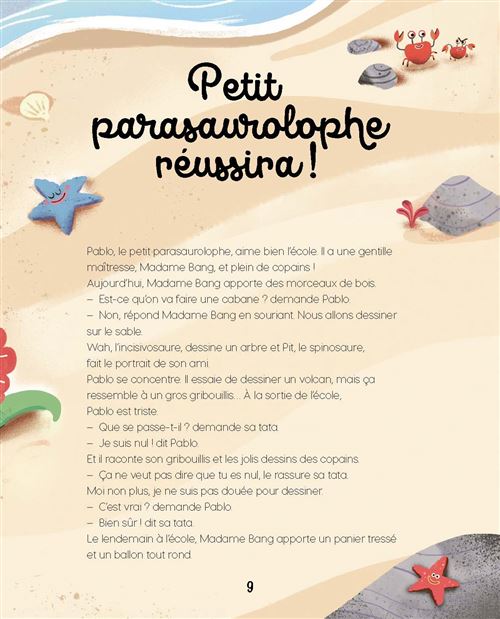 Petit
parasaurolophe
réussira !
Pablo, le petit parasaurolophe, aime bien l'école. Il a une gentille
maîtresse, Madame Bang, et plein de copains !
Aujourd'hui, Madame Bang apporte des morceaux de bois.
– Est-ce qu'on va faire une cabane ? demande Pablo.
– Non, répond Madame Bang en souriant. Nous allons dessiner
sur le sable.
Wah, l'incisivosaure, dessine un arbre et Pit, le spinosaure,
fait le portrait de son ami.
Pablo se concentre. Il essaie de dessiner un volcan, mais ça
ressemble à un gros gribouillis... À la sortie de l'école,
Pablo est triste.
– Que se passe-t-il ? demande sa tata.
– Je suis nul ! dit Pablo.
Et il raconte son gribouillis et les jolis dessins des copains.
– Ça ne veut pas dire que tu es nul, le rassure sa tata.
Moi non plus, je ne suis pas douée pour dessiner.
– C'est vrai ? demande Pablo.
– Bien sûr ! dit sa tata.
Le lendemain à l'école, Madame Bang apporte un panier tressé
et un ballon tout rond.
9